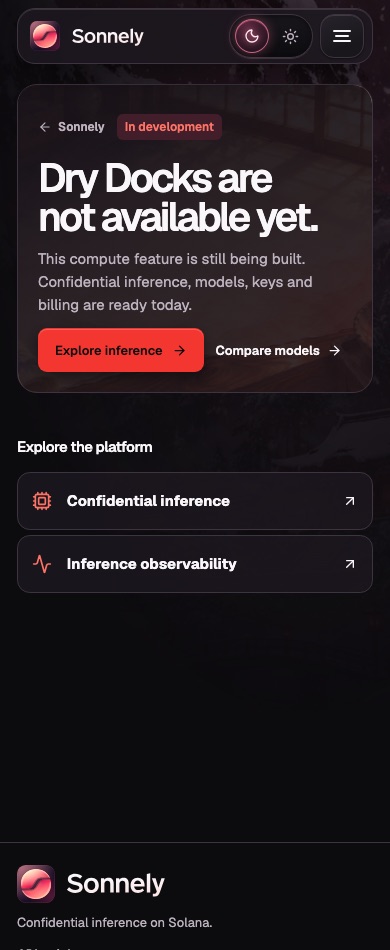 Sonnely
Sonnely
In development
Dry Docks are
not available yet.
This compute feature is still being built.
Confidential inference, models, keys and
billing are ready today.
Explore inference
Compare models
Explore the platform
Confidential inference
Inference observability
Sonnely
Confidential inference on Solana.